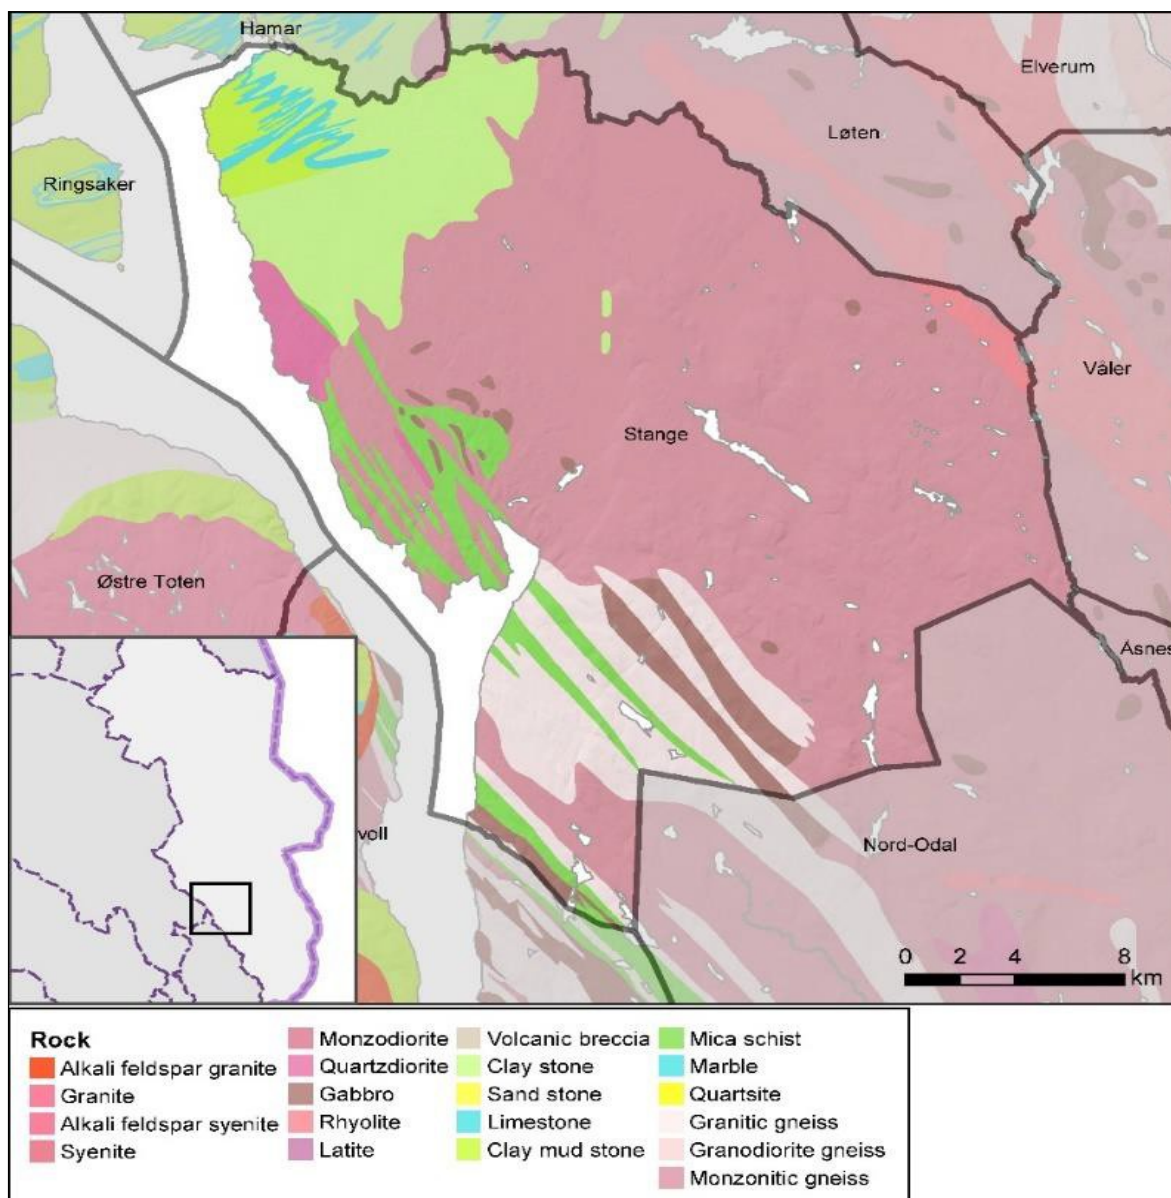 Hamar
Elverum
Løten
Ringsaker
Våler
Stange
Østre Toten
Åsnes
voll
Nord-Odal
0 2 4 8
km
Rock
Alkali feldspar granite
Granite
Alkali feldspar syenite
Syenite
Monzodiorite
Quartzdiorite
Gabbro
Rhyolite
Latite
Volcanic breccia
Clay stone
Sand stone
Limestone
Clay mud stone
Mica schist
Marble
Quartsite
Granitic gneiss
Granodiorite gneiss
Monzonitic gneiss